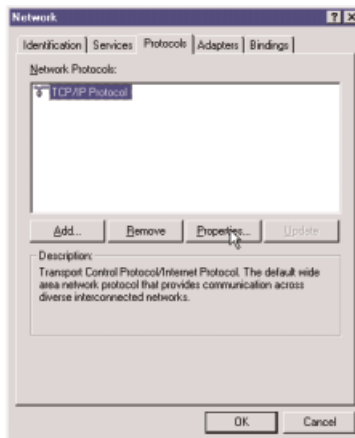 Network
Identification Services Protocols Adapters Bindings
Network Protocols:
TCP/IP Protocol
Add... Remove Properties... Update
Description:
Transport Control Protocol/Internet Protocol. The default wide
area network protocol that provides communication across
diverse interconnected networks.
OK Cancel